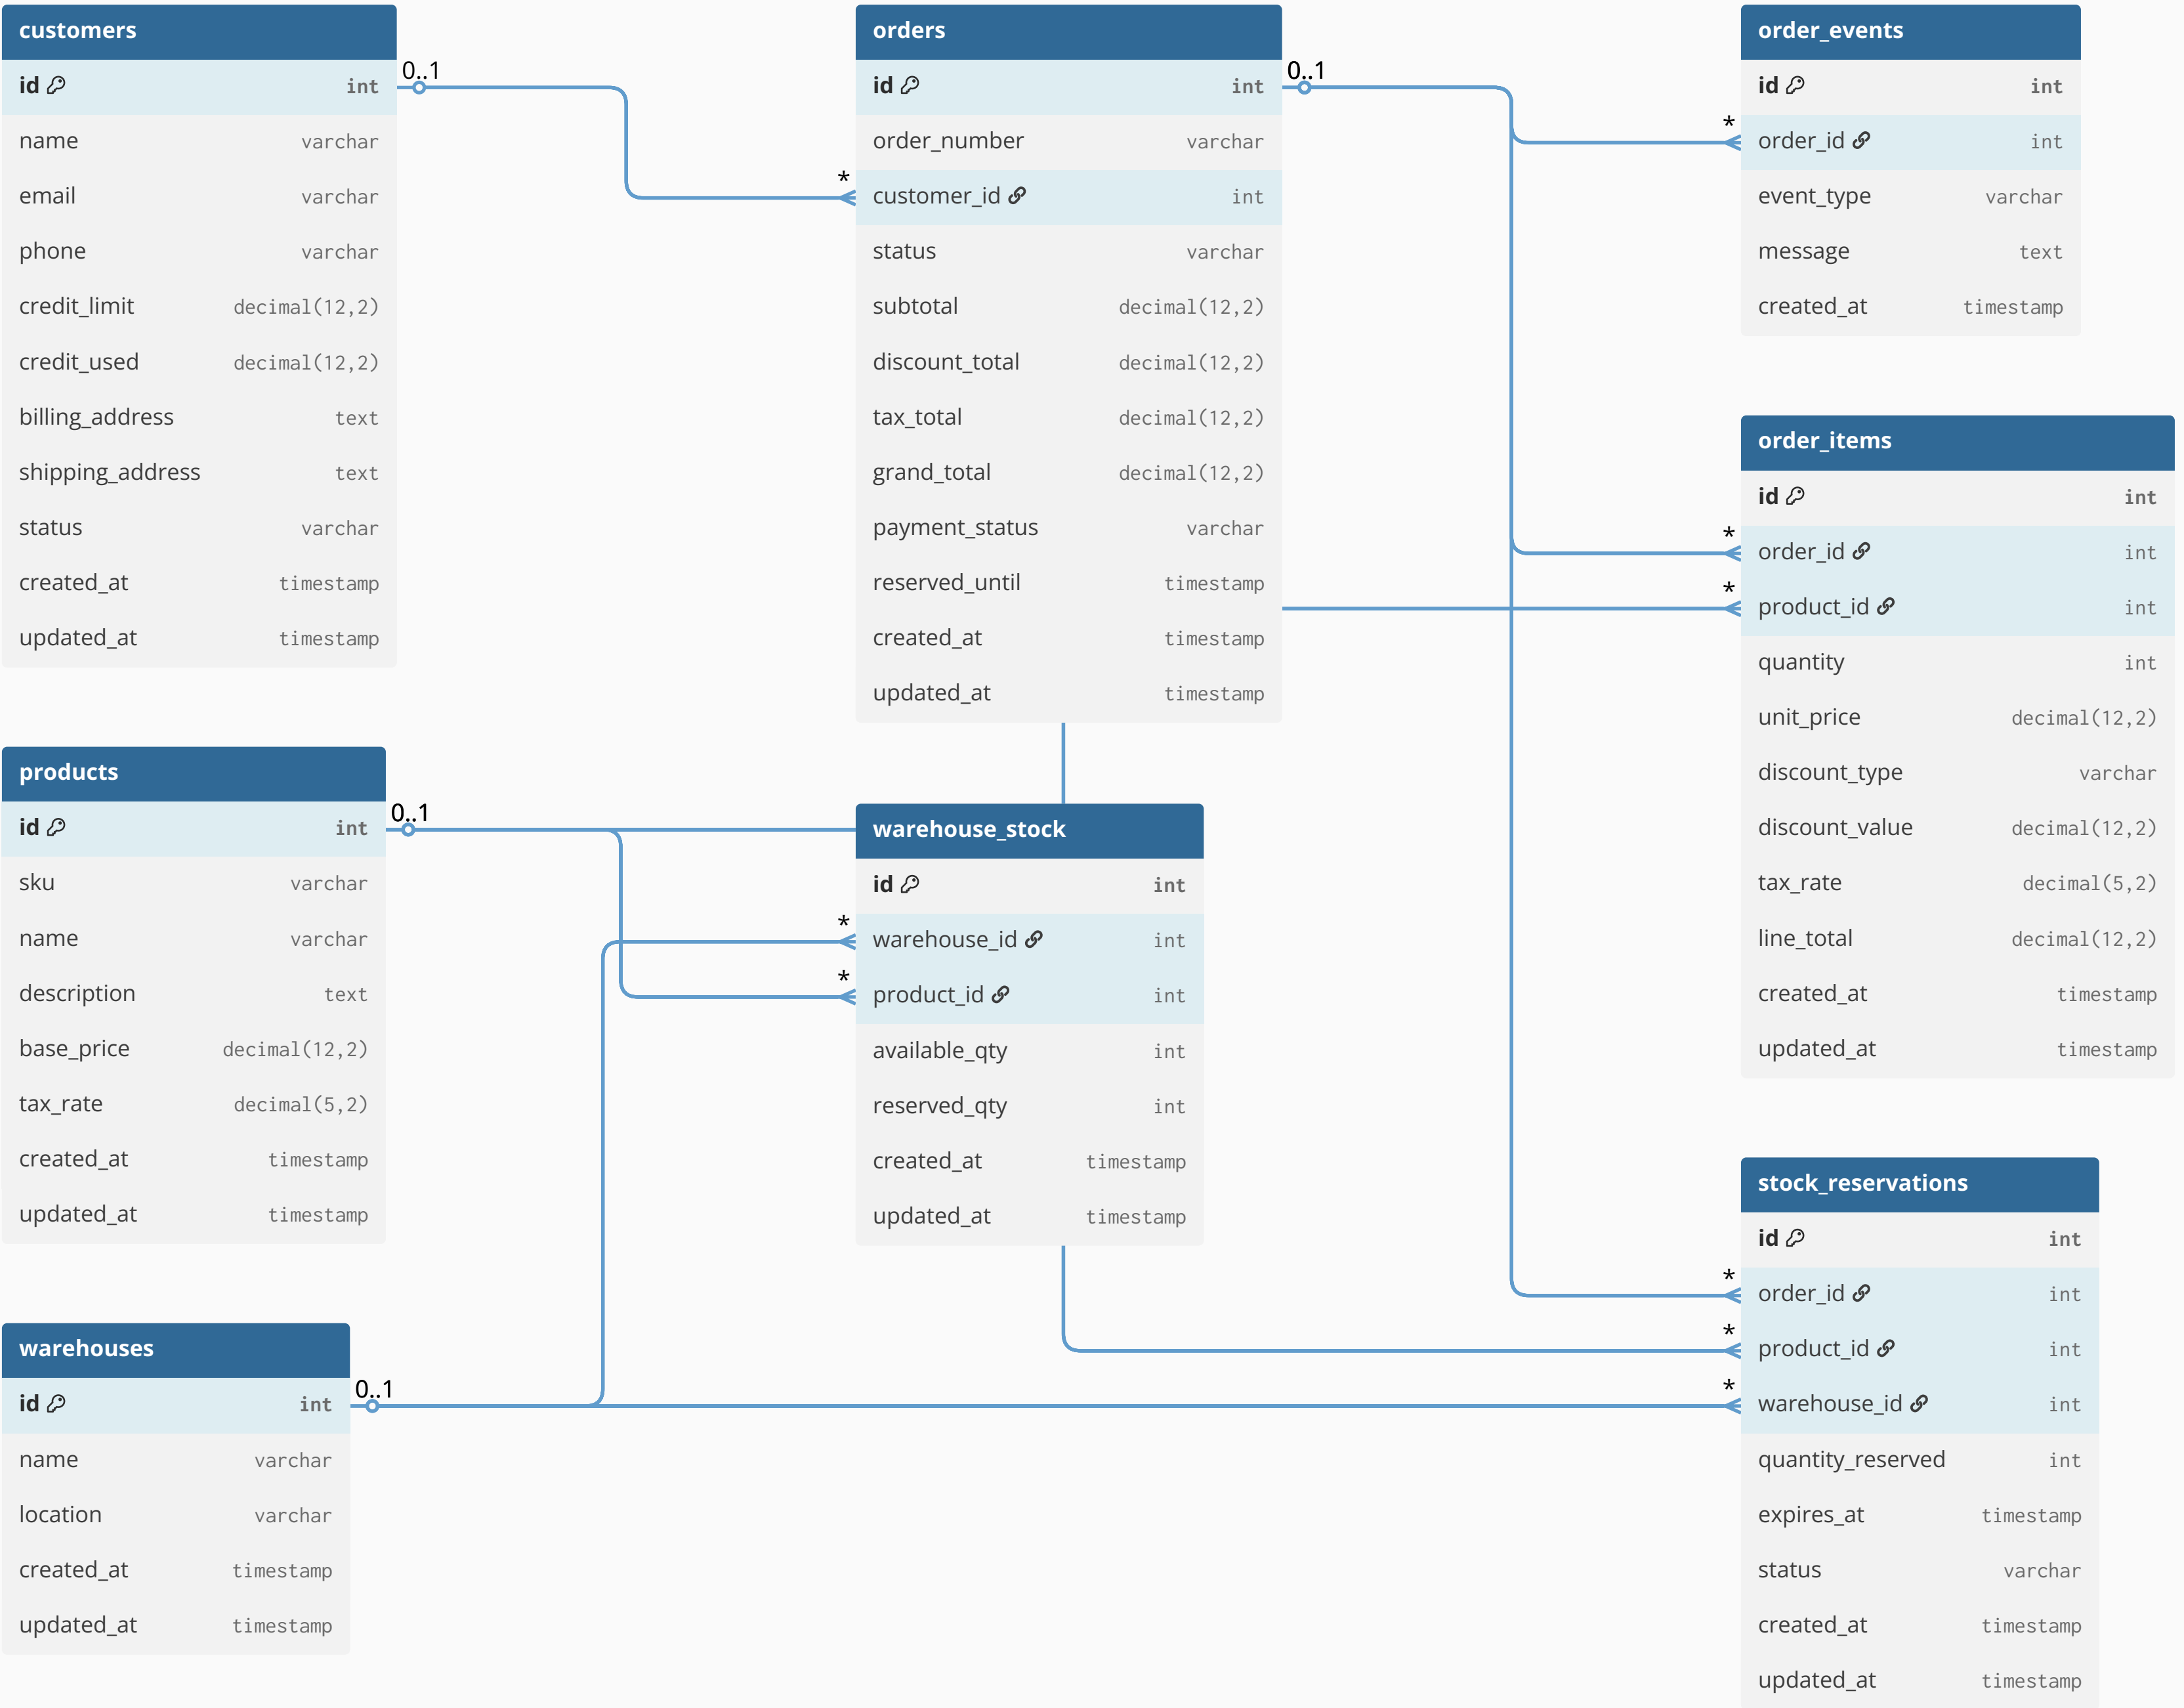 customers
0..1
id int
name varchar
email varchar
phone varchar
credit_limit decimal(12,2)
credit_used decimal(12,2)
billing_address text
shipping_address text
status varchar
created_at timestamp
updated_at timestamp
orders
0..1
id int
order_number varchar
*
customer_id int
status varchar
subtotal decimal(12,2)
discount_total decimal(12,2)
tax_total decimal(12,2)
grand_total decimal(12,2)
payment_status varchar
reserved_until timestamp
created_at timestamp
updated_at timestamp
order_events
id int
*
order_id int
event_type varchar
message text
created_at timestamp
order_items
id int
*
order_id int
*
product_id int
quantity int
unit_price decimal(12,2)
discount_type varchar
discount_value decimal(12,2)
tax_rate decimal(5,2)
line_total decimal(12,2)
created_at timestamp
updated_at timestamp
products
0..1
id int
sku varchar
name varchar
description text
base_price decimal(12,2)
tax_rate decimal(5,2)
created_at timestamp
updated_at timestamp
warehouse_stock
id int
*
warehouse_id int
*
product_id int
available_qty int
reserved_qty int
created_at timestamp
updated_at timestamp
stock_reservations
id int
*
order_id int
*
product_id int
*
warehouse_id int
quantity_reserved int
expires_at timestamp
status varchar
created_at timestamp
updated_at timestamp
warehouses
0..1
id int
name varchar
location varchar
created_at timestamp
updated_at timestamp